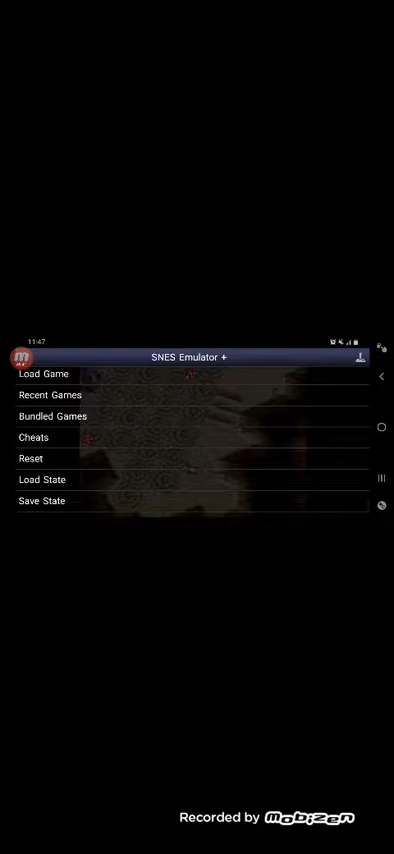 11:47
SNES Emulator +
Load Game
Recent Games
Bundled Games
Cheats
Reset
Load State
Save State
Recorded by Mobizen